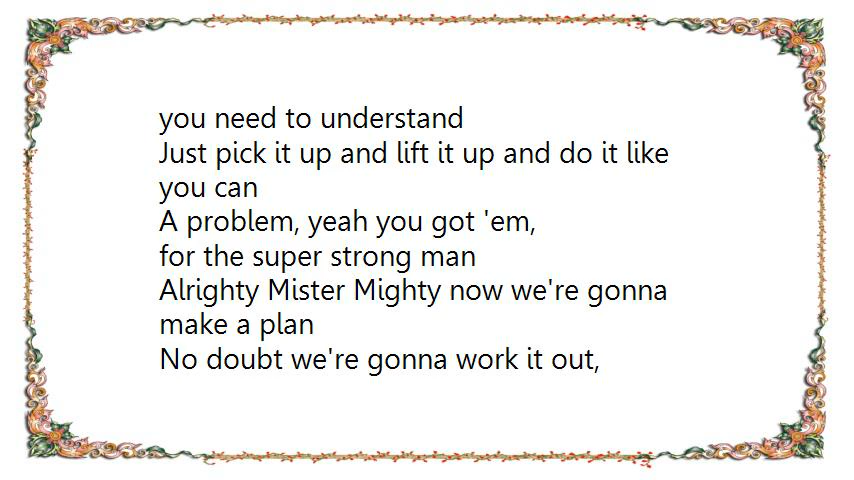 you need to understand
Just pick it up and lift it up and do it like
you can
A problem, yeah you got 'em,
for the super strong man
Alrighty Mister Mighty now we're gonna
make a plan
No doubt we're gonna work it out,